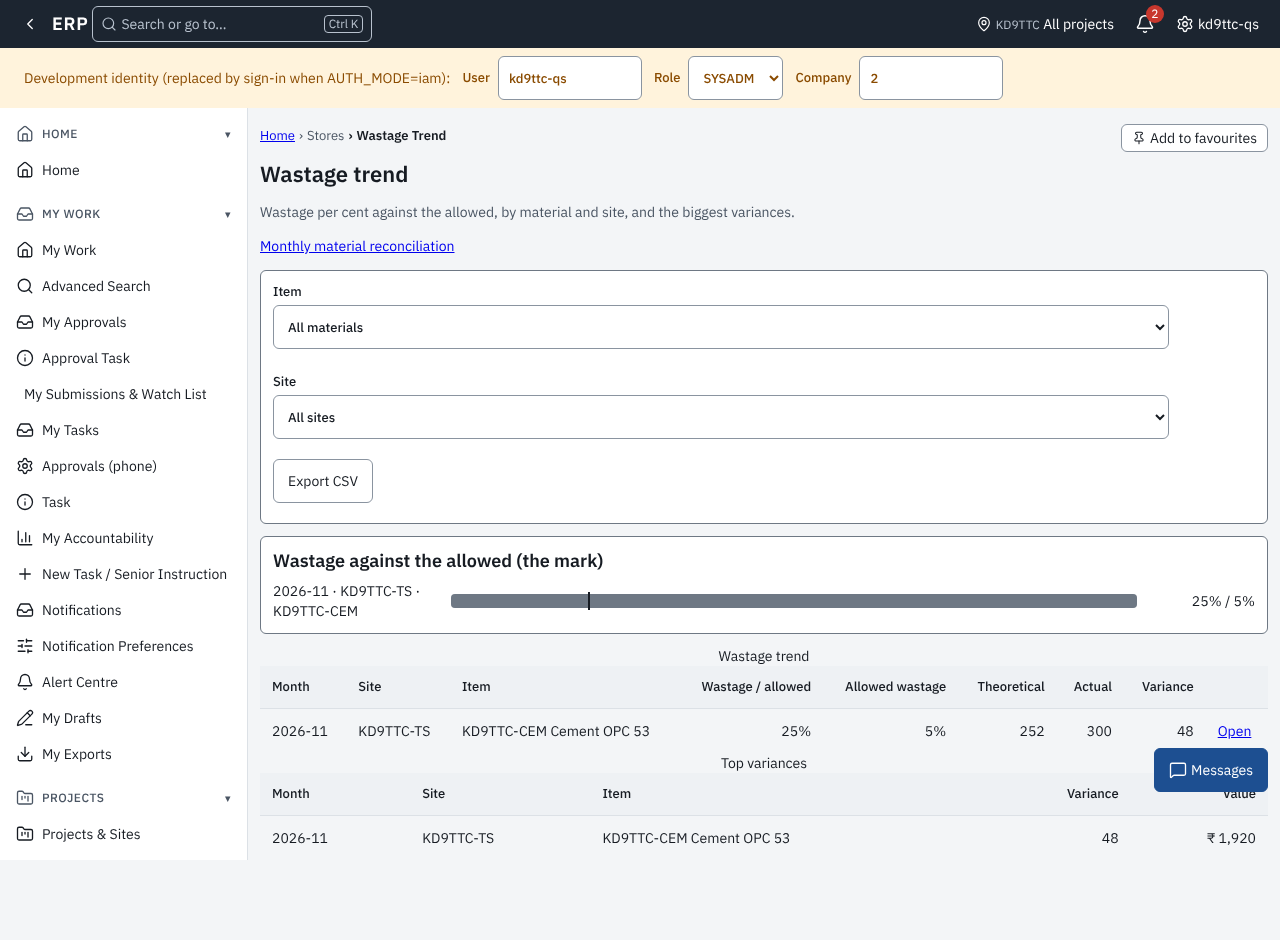 ERP
Search or go to...
Ctrl K
KD9TTC All projects
2
kd9ttc-qs
Development identity (replaced by sign-in when AUTH_MODE=iam):
User
kd9ttc-qs
Role
SYSADM
Company
2
HOME
Home
MY WORK
My Work
Advanced Search
My Approvals
Approval Task
My Submissions & Watch List
My Tasks
Approvals (phone)
Task
My Accountability
New Task / Senior Instruction
Notifications
Notification Preferences
Alert Centre
My Drafts
My Exports
PROJECTS
Projects & Sites
Home › Stores › Wastage Trend
Add to favourites
Wastage trend
Wastage per cent against the allowed, by material and site, and the biggest variances.
Monthly material reconciliation
Item
All materials
Site
All sites
Export CSV
Wastage against the allowed (the mark)
2026-11 · KD9TTC-TS ·
KD9TTC-CEM
25% / 5%
Wastage trend
Month Site Item Wastage / allowed Allowed wastage Theoretical Actual Variance
2026-11 KD9TTC-TS KD9TTC-CEM Cement OPC 53 25% 5% 252 300 48 Open
Top variances
Messages
Month Site Item Variance Value
2026-11 KD9TTC-TS KD9TTC-CEM Cement OPC 53 48 ₹ 1,920